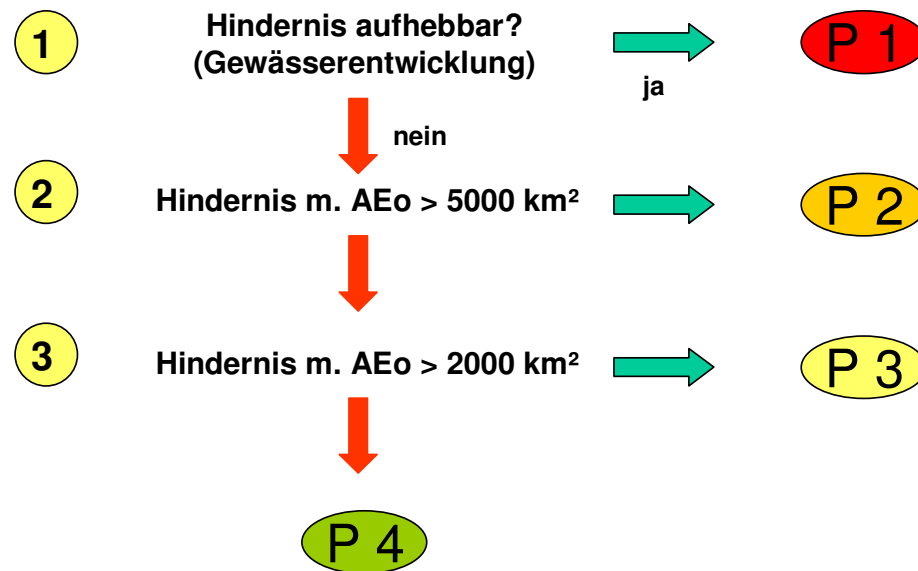 1
Hindernis aufhebbar?
(Gewässerentwicklung)
ja
P 1
nein
2
Hindernis m. AEo > 5000 km²
P 2
3
Hindernis m. AEo > 2000 km²
P 3
P 4